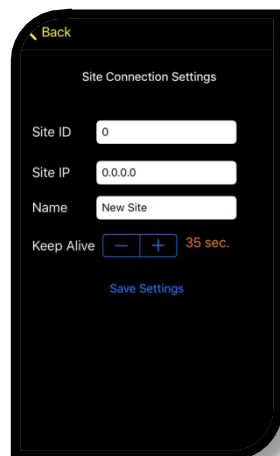 Back
Site Connection Settings
Site ID 0
Site IP 0.0.0.0
Name New Site
Keep Alive − + 35 sec.
Save Settings